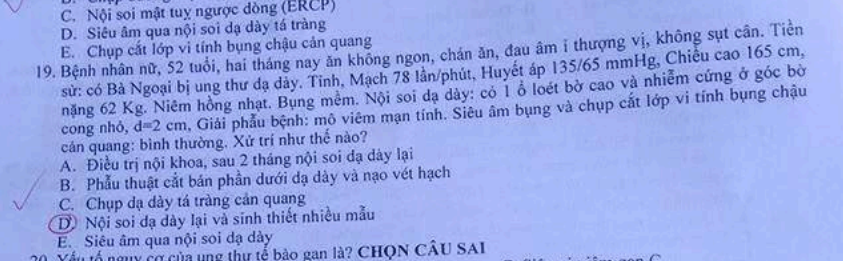 C. Nội soi mật tuỵ ngược dòng (ERCP)
D. Siêu âm qua nội soi dạ dày tá tràng
E. Chụp cắt lớp vi tính bụng chậu cản quang
19. Bệnh nhân nữ, 52 tuổi, hai tháng nay ăn không ngon, chán ăn, đau âm ỉ thượng vị, không sụt cân. Tiền
sử: có Bà Ngoại bị ung thư dạ dày. Tỉnh, Mạch 78 lần/phút, Huyết áp 135/65 mmHg, Chiều cao 165 cm,
nặng 62 Kg. Niêm hồng nhạt. Bụng mềm. Nội soi dạ dày: có 1 ổ loét bờ cao và nhiễm cứng ở góc bờ
cong nhỏ, d=2 cm, Giải phẫu bệnh: mô viêm mạn tính. Siêu âm bụng và chụp cắt lớp vi tính bụng chậu
cản quang: bình thường. Xử trí như thế nào?
A. Điều trị nội khoa, sau 2 tháng nội soi dạ dày lại
B. Phẫu thuật cắt bán phần dưới dạ dày và nạo vét hạch
C. Chụp dạ dày tá tràng cản quang
D. Nội soi dạ dày lại và sinh thiết nhiều mẫu
E. Siêu âm qua nội soi dạ dày
20. Yếu tố nguy cơ của ung thư tế bào gan là? CHỌN CÂU SAI